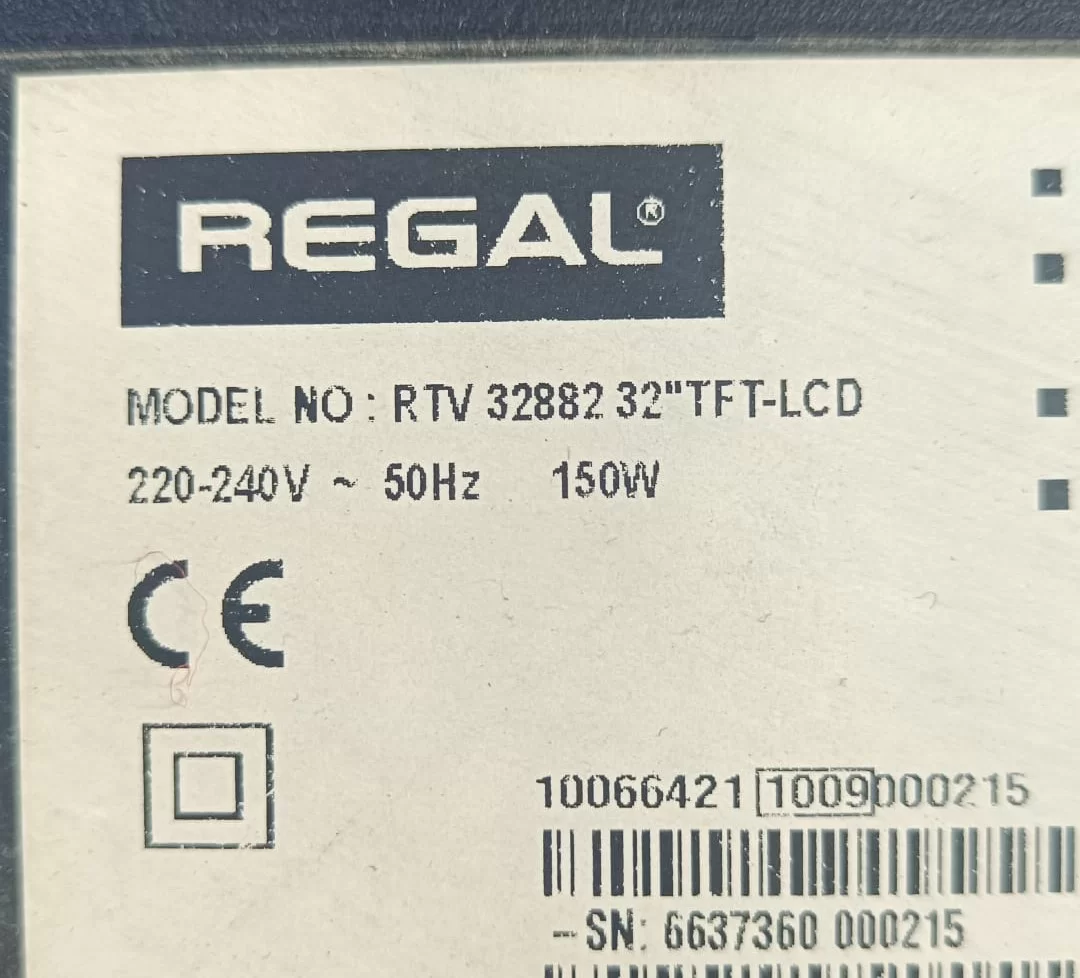 REGAL®
MODEL NO : RTV 32882 32"TFT-LCD
220-240V ~ 50Hz 150W
CE
10066421 1009000215
-SN: 6637360 000215